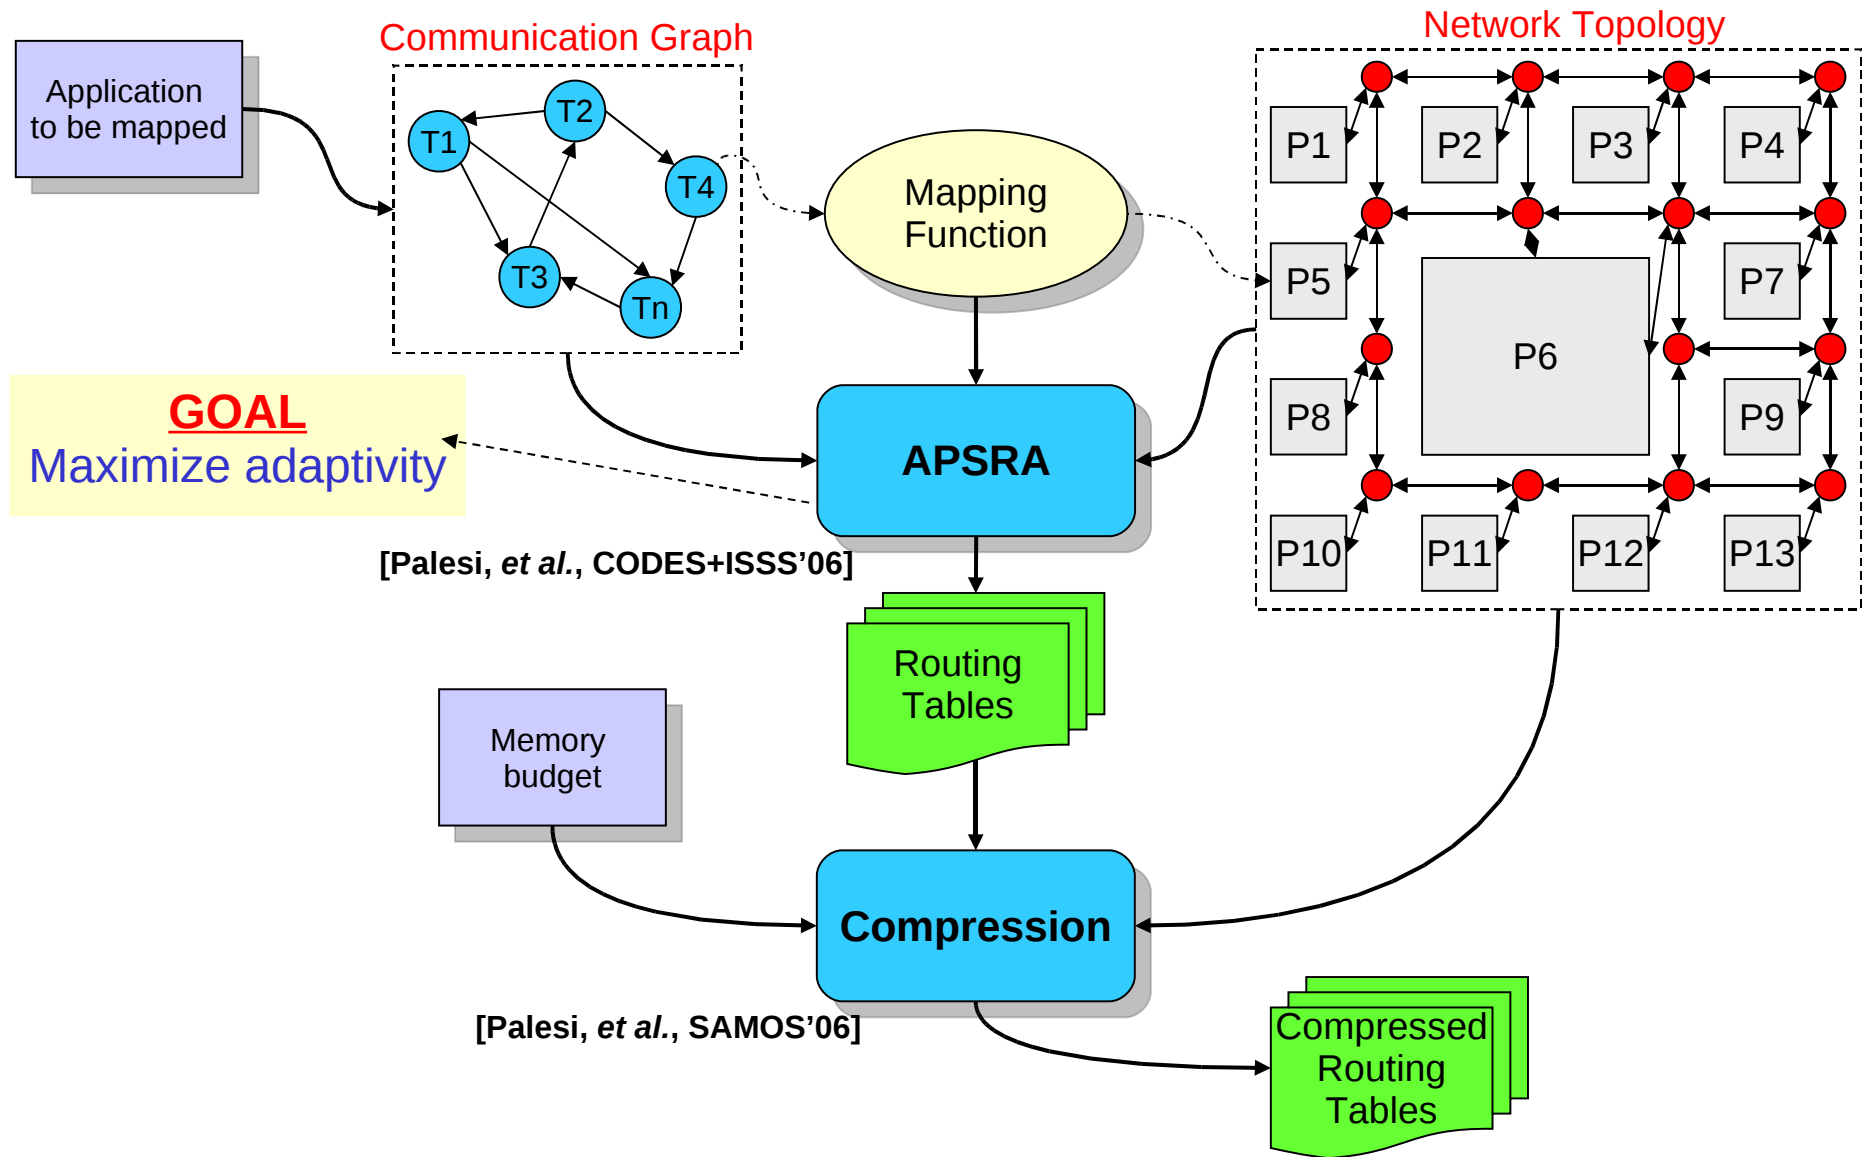 Communication Graph
Network Topology
Application
to be mapped
T1
T2
T3
T4
Tn
Mapping
Function
P1
P2
P3
P4
P5
P6
P7
P8
P9
P10
P11
P12
P13
GOAL
Maximize adaptivity
APSRA
[Palesi, et al., CODES+ISSS’06]
Routing
Tables
Memory
budget
Compression
[Palesi, et al., SAMOS’06]
Compressed
Routing
Tables